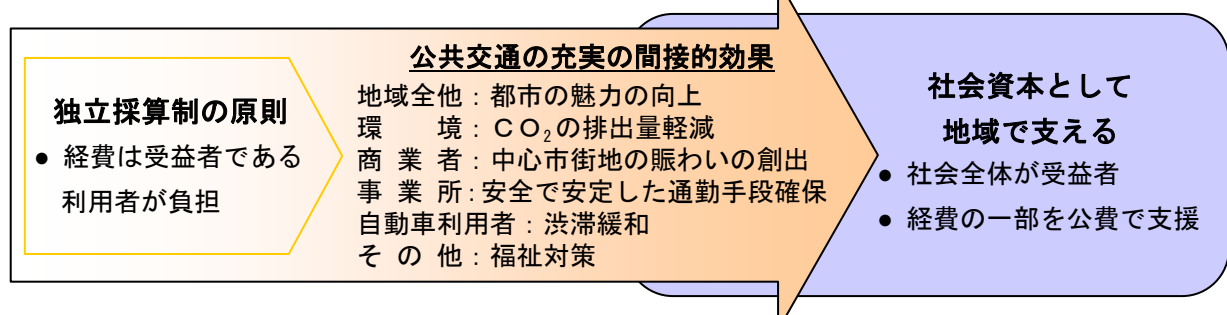 独立採算制の原則
● 経費は受益者である
利用者が負担
公共交通の充実の間接的効果
地域全他：都市の魅力の向上
環　　境：ＣＯ₂の排出量軽減
商 業 者：中心市街地の賑わいの創出
事 業 所：安全で安定した通勤手段確保
自動車利用者：渋滞緩和
そ の 他：福祉対策
社会資本として
地域で支える
● 社会全体が受益者
● 経費の一部を公費で支援